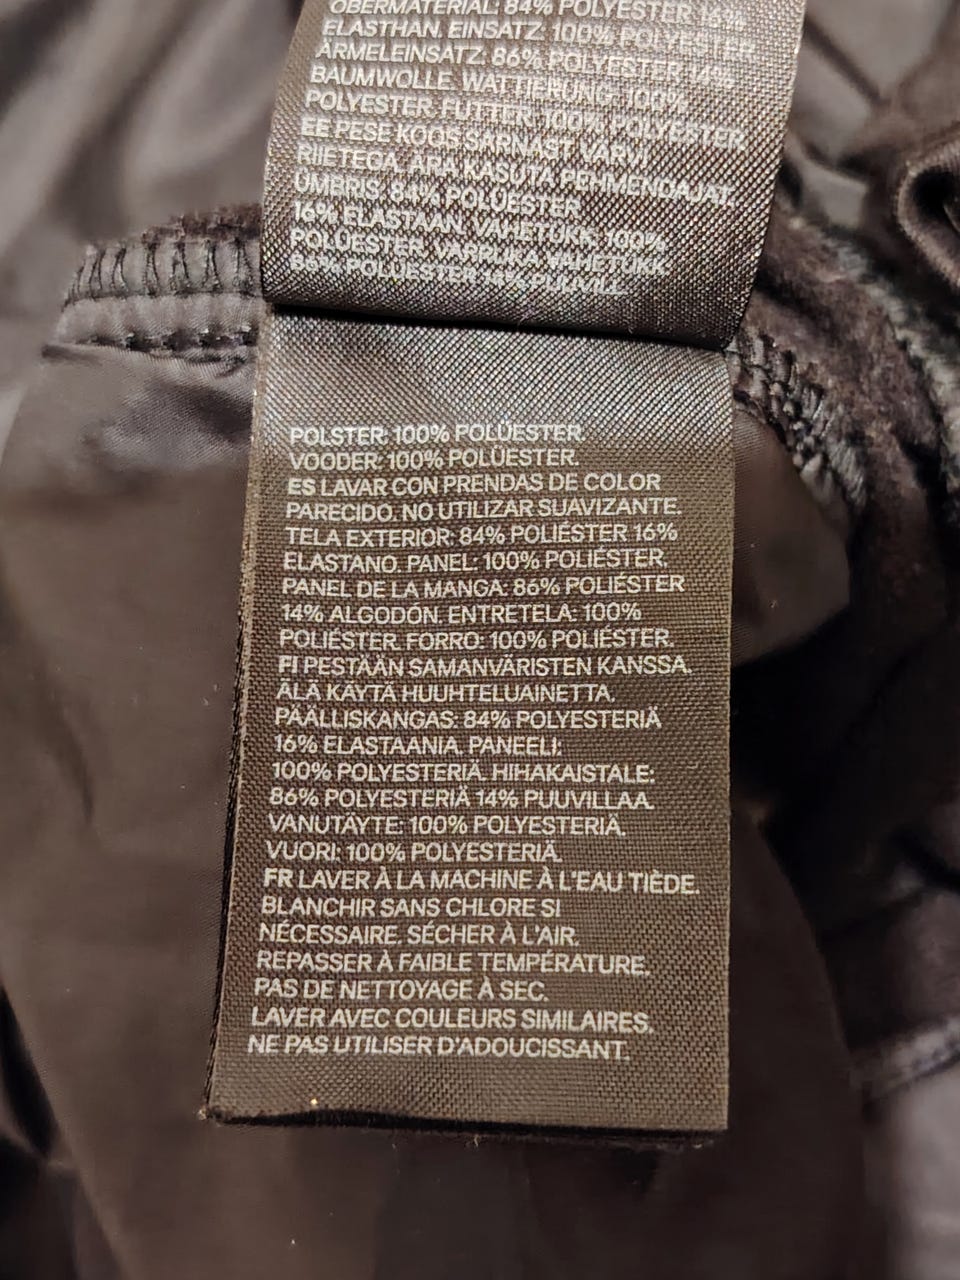 OBERMATERIAL: 84% POLYESTER 16%
ELASTHAN. EINSATZ: 100% POLYESTER.
ÄRMELEINSATZ: 86% POLYESTER 14%
BAUMWOLLE. WATTIERUNG: 100%
POLYESTER. FUTTER: 100% POLYESTER.
EE PESE KOOS SARNAST VÄRVI
RIIETEGA. ÄRA KASUTA PEHMENDAJAT.
ÜMBRIS: 84% POLÜESTER
16% ELASTAAN. VAHETÜKK: 100%
POLÜESTER. VARRUKA VAHETÜKK:
86% POLÜESTER 14% PUUVILL.
POLSTER: 100% POLÜESTER.
VOODER: 100% POLÜESTER.
ES LAVAR CON PRENDAS DE COLOR
PARECIDO. NO UTILIZAR SUAVIZANTE.
TELA EXTERIOR: 84% POLIÉSTER 16%
ELASTANO. PANEL: 100% POLIÉSTER.
PANEL DE LA MANGA: 86% POLIÉSTER
14% ALGODÓN. ENTRETELA: 100%
POLIÉSTER. FORRO: 100% POLIÉSTER.
FI PESTÄÄN SAMANVÄRISTEN KANSSA.
ÄLÄ KÄYTÄ HUUHTELUAINETTA.
PÄÄLLISKANGAS: 84% POLYESTERIÄ
16% ELASTAANIA. PANEELI:
100% POLYESTERIÄ. HIHAKAISTALE:
86% POLYESTERIÄ 14% PUUVILLAA.
VANUTÄYTE: 100% POLYESTERIÄ.
VUORI: 100% POLYESTERIÄ.
FR LAVER À LA MACHINE À L'EAU TIÈDE.
BLANCHIR SANS CHLORE SI
NÉCESSAIRE. SÉCHER À L'AIR.
REPASSER À FAIBLE TEMPÉRATURE.
PAS DE NETTOYAGE À SEC.
LAVER AVEC COULEURS SIMILAIRES.
NE PAS UTILISER D'ADOUCISSANT.